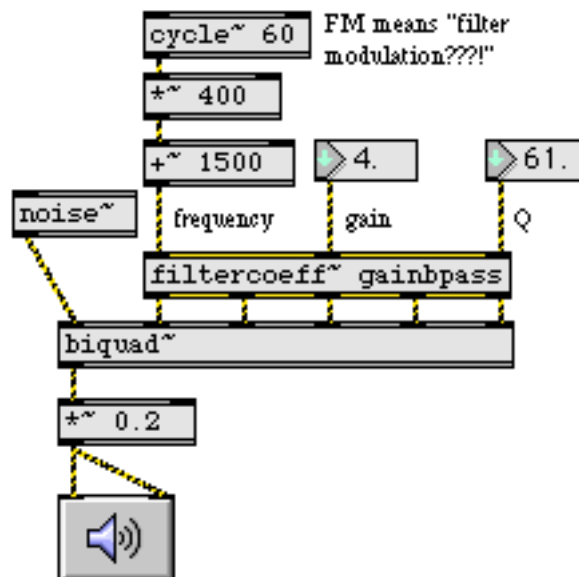 cycle~ 60
FM means "filter
modulation???!"
*~ 400
+~ 1500
4.
61.
noise~
frequency
gain
Q
filtercoeff~ gainbpass
biquad~
*~ 0.2